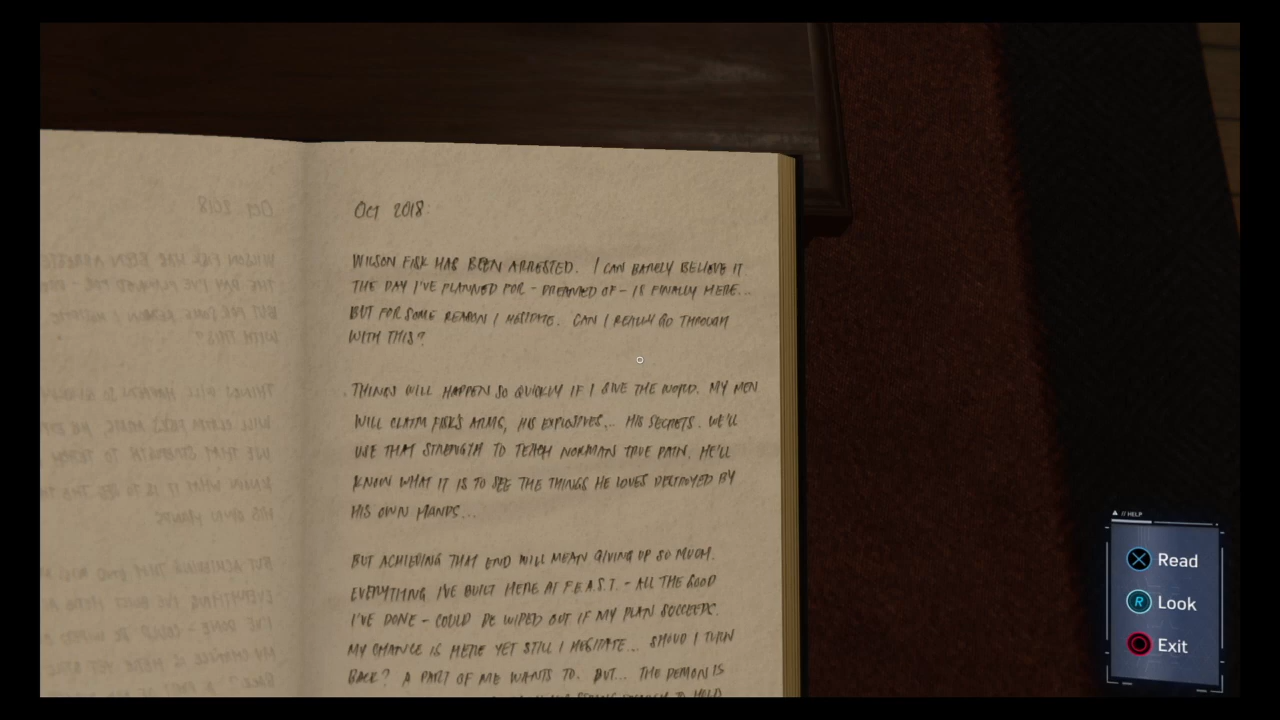 Oct 2018
WILSON FISK HAS BEEN ARRESTED. I CAN BARELY BELIEVE IT.
THE DAY I'VE PLANNED FOR - DREAMED OF - IS FINALLY HERE...
BUT FOR SOME REASON I HESITATE. CAN I REALLY GO THROUGH
WITH THIS?
THINGS WILL HAPPEN SO QUICKLY IF I GIVE THE WORD. MY MEN
WILL CLAIM FISK'S ARMS, HIS EXPLOSIVES... HIS SECRETS. WE'LL
USE THAT STRENGTH TO TEACH NORMAN TRUE PAIN. HE'LL
KNOW WHAT IT IS TO SEE THE THINGS HE LOVES DESTROYED BY
HIS OWN HANDS...
BUT ACHIEVING THAT END WILL MEAN GIVING UP SO MUCH.
EVERYTHING I'VE BUILT HERE AT F.E.A.S.T. - ALL THE GOOD
I'VE DONE - COULD BE WIPED OUT IF MY PLAN SUCCEEDS.
MY CHANCE IS HERE YET STILL I HESITATE... SHOULD I TURN
BACK? A PART OF ME WANTS TO. BUT... THE DEMON IS
STRONG ENOUGH TO HELD
// HELP
Read
R
Look
Exit